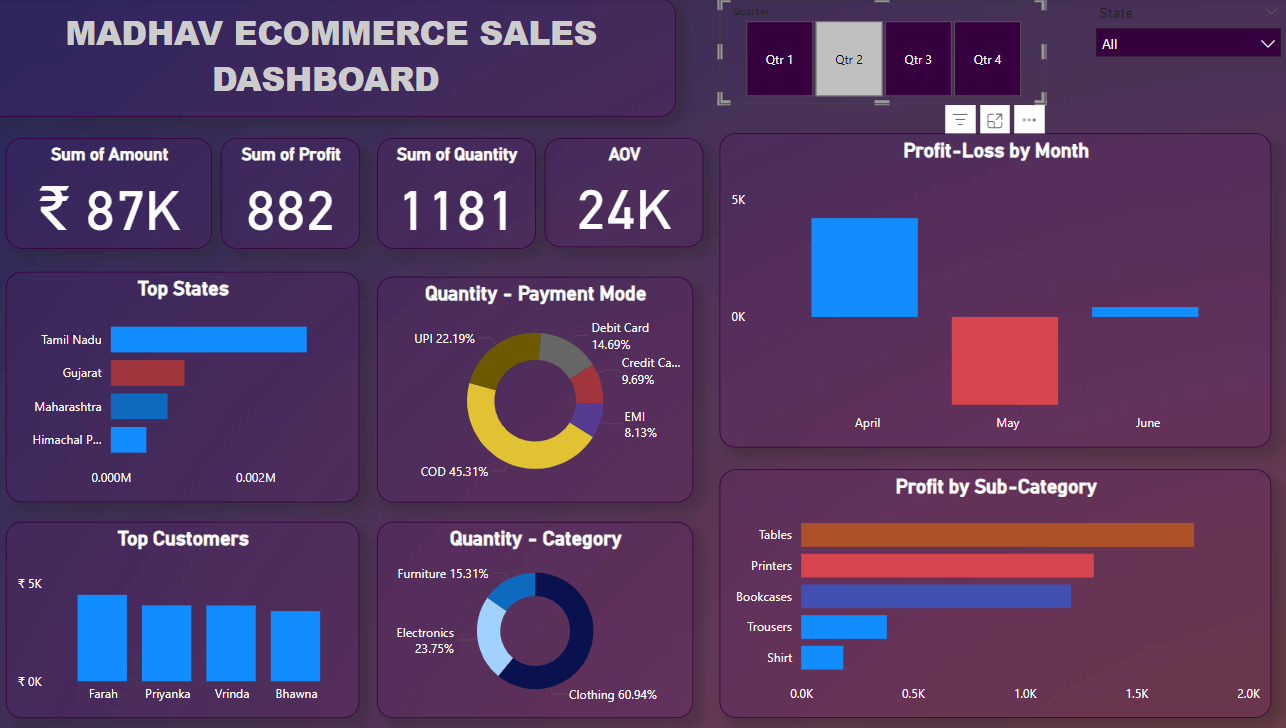 MADHAV ECOMMERCE SALES
DASHBOARD
Quarter
Qtr 1
Qtr 2
Qtr 3
Qtr 4
State
All
Sum of Amount
₹ 87K
Sum of Profit
882
Sum of Quantity
1181
AOV
24K
Profit-Loss by Month
5K
0K
April
May
June
Top States
Tamil Nadu
Gujarat
Maharashtra
Himachal P...
0.000M
0.002M
Quantity - Payment Mode
UPI 22.19%
Debit Card
14.69%
Credit Ca...
9.69%
EMI
8.13%
COD 45.31%
Profit by Sub-Category
Tables
Printers
Bookcases
Trousers
Shirt
0.0K
0.5K
1.0K
1.5K
2.0K
Top Customers
₹ 5K
₹ 0K
Farah
Priyanka
Vrinda
Bhawna
Quantity - Category
Furniture 15.31%
Electronics
23.75%
Clothing 60.94%